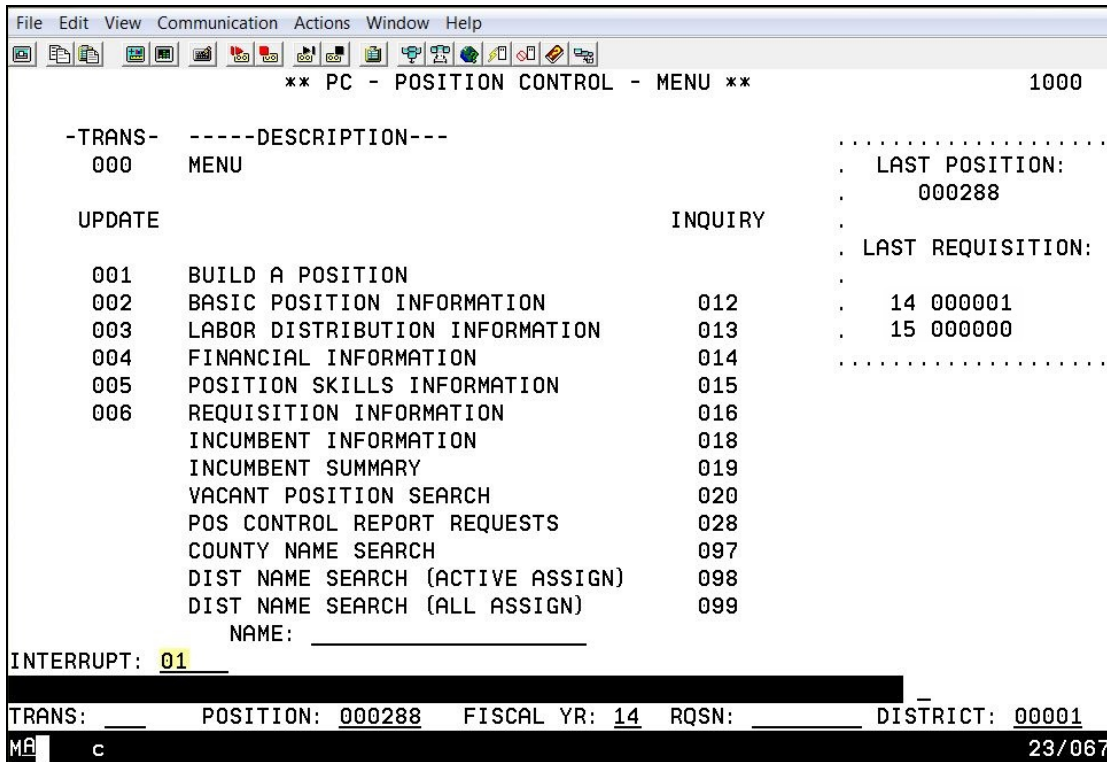 File Edit View Communication Actions Window Help
** PC - POSITION CONTROL - MENU ** 1000
-TRANS- -----DESCRIPTION--- ....................
000 MENU . LAST POSITION:
. 000288
UPDATE INQUIRY .
. LAST REQUISITION:
001 BUILD A POSITION .
002 BASIC POSITION INFORMATION 012 . 14 000001
003 LABOR DISTRIBUTION INFORMATION 013 . 15 000000
004 FINANCIAL INFORMATION 014 ....................
005 POSITION SKILLS INFORMATION 015
006 REQUISITION INFORMATION 016
INCUMBENT INFORMATION 018
INCUMBENT SUMMARY 019
VACANT POSITION SEARCH 020
POS CONTROL REPORT REQUESTS 028
COUNTY NAME SEARCH 097
DIST NAME SEARCH (ACTIVE ASSIGN) 098
DIST NAME SEARCH (ALL ASSIGN) 099
NAME: ____________________
INTERRUPT: 01___
_
TRANS: ___ POSITION: 000288 FISCAL YR: 14 RQSN: ________ DISTRICT: 00001
MA c 23/067